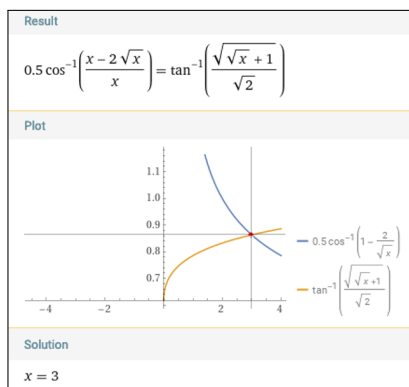 Result
0.5 cos⁻¹((x − 2 √x)/x) = tan⁻¹(√(√x + 1)/√2)
Plot
1.1
1.0
0.9
0.8
0.7
−4 −2 2 4
0.5 cos⁻¹(1 − 2/√x)
tan⁻¹(√(√x +1)/√2)
Solution
x = 3